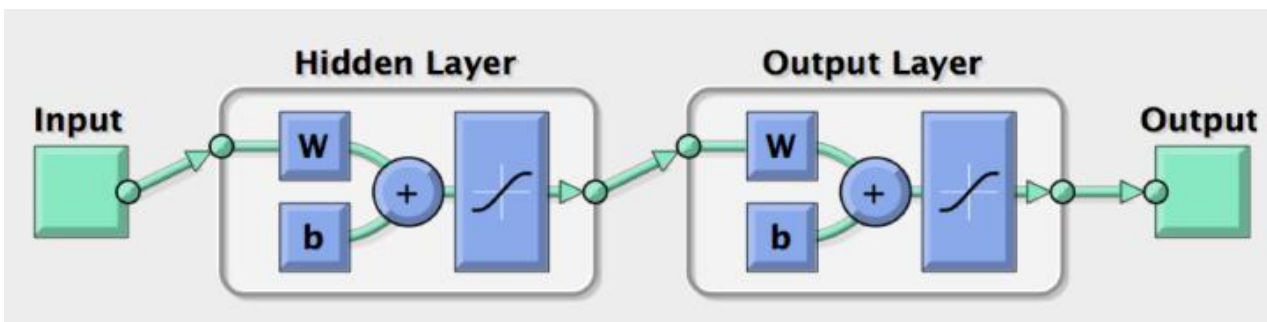 Hidden Layer
Output Layer
Input
Output
W
+
b
W
+
b